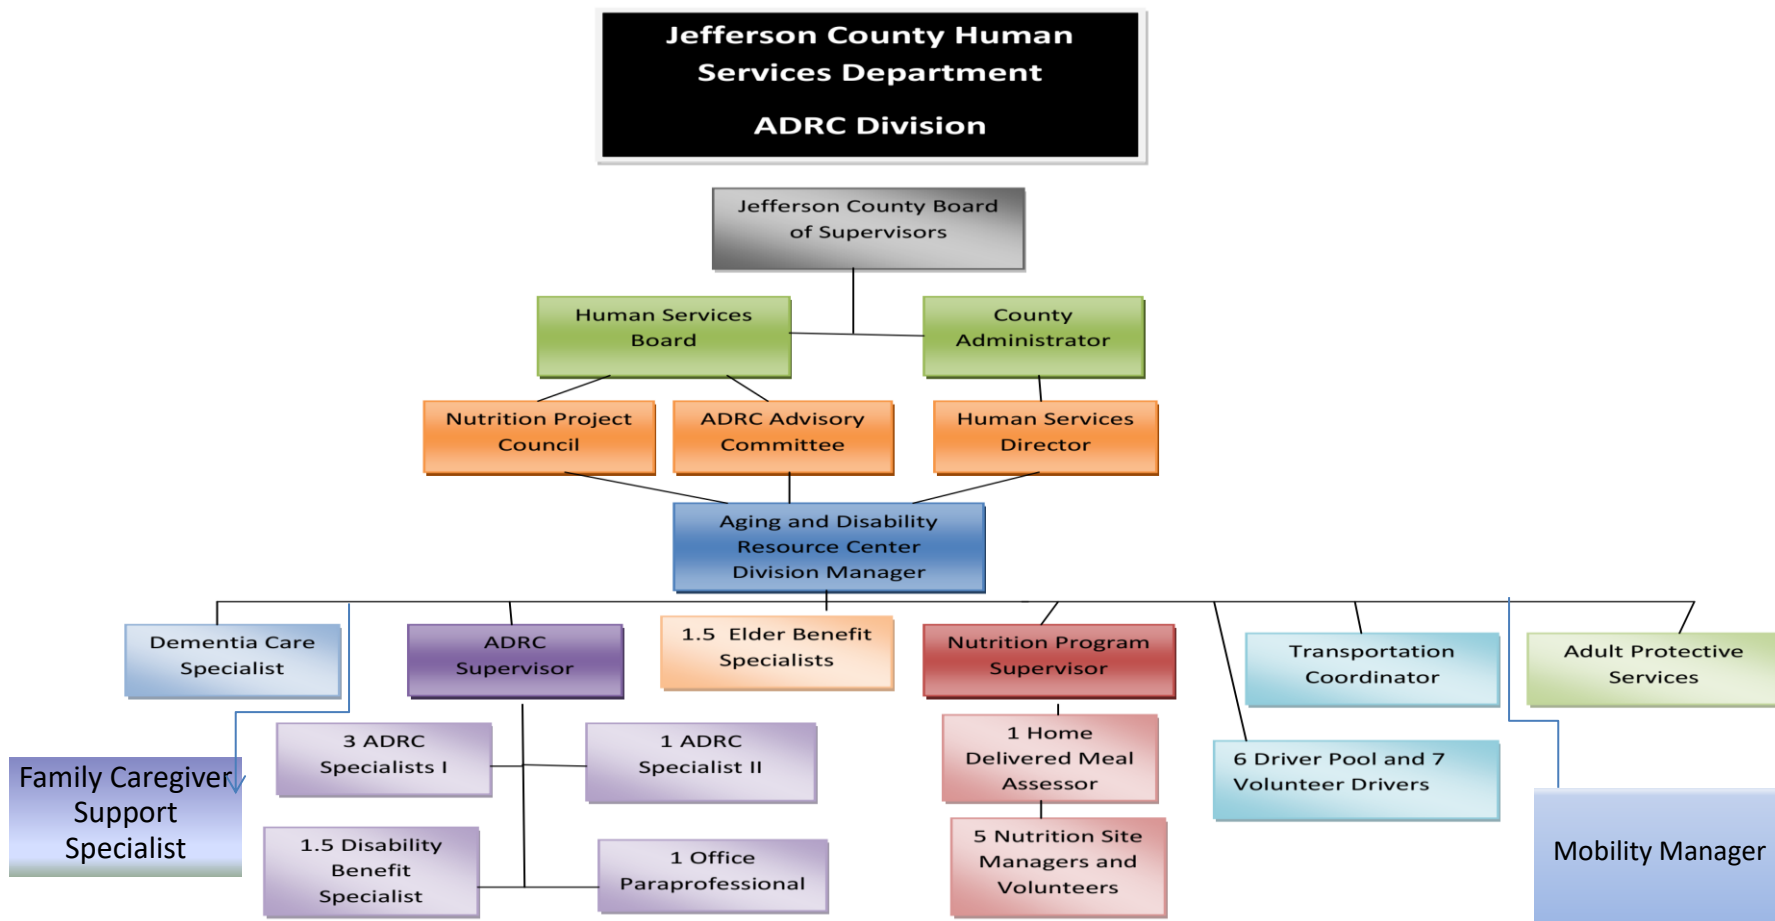 Jefferson County Human
Services Department
ADRC Division
Jefferson County Board
of Supervisors
Human Services
Board
County
Administrator
Nutrition Project
Council
ADRC Advisory
Committee
Human Services
Director
Aging and Disability
Resource Center
Division Manager
Dementia Care
Specialist
ADRC
Supervisor
1.5 Elder Benefit
Specialists
Nutrition Program
Supervisor
Transportation
Coordinator
Adult Protective
Services
Family Caregiver
Support
Specialist
3 ADRC
Specialists I
1 ADRC
Specialist II
1.5 Disability
Benefit
Specialist
1 Office
Paraprofessional
1 Home
Delivered Meal
Assessor
5 Nutrition Site
Managers and
Volunteers
6 Driver Pool and 7
Volunteer Drivers
Mobility Manager